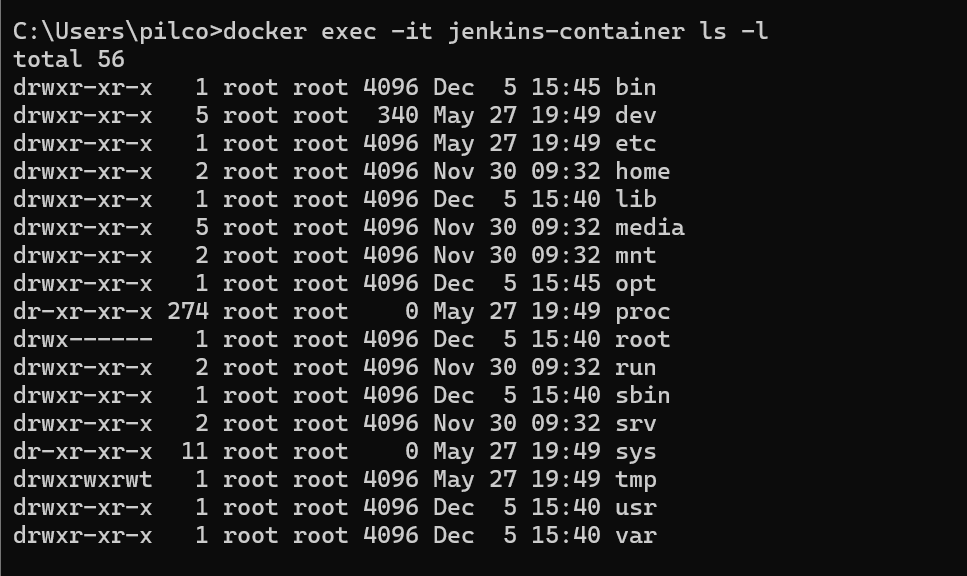 C:\Users\pilco>docker exec -it jenkins-container ls -l
total 56
drwxr-xr-x   1 root root 4096 Dec  5 15:45 bin
drwxr-xr-x   5 root root  340 May 27 19:49 dev
drwxr-xr-x   1 root root 4096 May 27 19:49 etc
drwxr-xr-x   2 root root 4096 Nov 30 09:32 home
drwxr-xr-x   1 root root 4096 Dec  5 15:40 lib
drwxr-xr-x   5 root root 4096 Nov 30 09:32 media
drwxr-xr-x   2 root root 4096 Nov 30 09:32 mnt
drwxr-xr-x   1 root root 4096 Dec  5 15:45 opt
dr-xr-xr-x 274 root root    0 May 27 19:49 proc
drwx------   1 root root 4096 Dec  5 15:40 root
drwxr-xr-x   2 root root 4096 Nov 30 09:32 run
drwxr-xr-x   1 root root 4096 Dec  5 15:40 sbin
drwxr-xr-x   2 root root 4096 Nov 30 09:32 srv
dr-xr-xr-x  11 root root    0 May 27 19:49 sys
drwxrwxrwt   1 root root 4096 May 27 19:49 tmp
drwxr-xr-x   1 root root 4096 Dec  5 15:40 usr
drwxr-xr-x   1 root root 4096 Dec  5 15:40 var